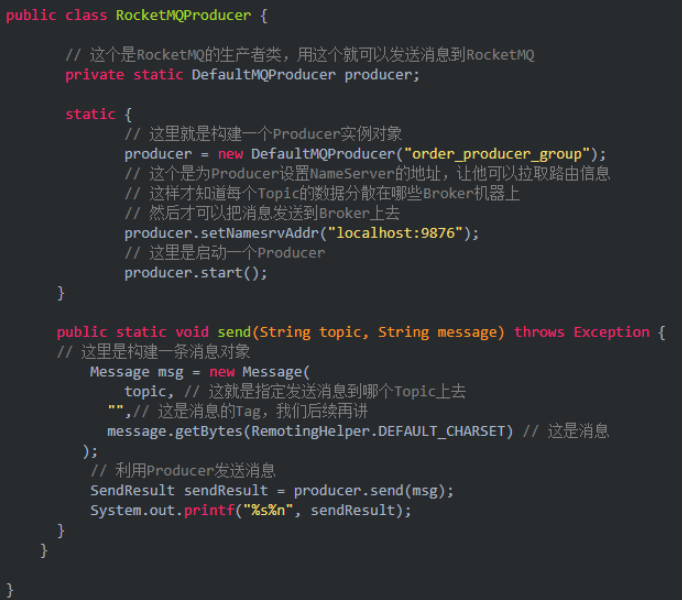 public class RocketMQProducer {
// 这个是RocketMQ的生产者类，用这个就可以发送消息到RocketMQ
private static DefaultMQProducer producer;
static {
// 这里就是构建一个Producer实例对象
producer = new DefaultMQProducer("order_producer_group");
// 这个是为Producer设置NameServer的地址，让他可以拉取路由信息
// 这样才知道每个Topic的数据分散在哪些Broker机器上
// 然后才可以把消息发送到Broker上去
producer.setNamesrvAddr("localhost:9876");
// 这里是启动一个Producer
producer.start();
}
public static void send(String topic, String message) throws Exception {
// 这里是构建一条消息对象
Message msg = new Message(
topic, // 这就是指定发送消息到哪个Topic上去
"",// 这是消息的Tag，我们后续再讲
message.getBytes(RemotingHelper.DEFAULT_CHARSET) // 这是消息
);
// 利用Producer发送消息
SendResult sendResult = producer.send(msg);
System.out.printf("%s%n", sendResult);
}
}
}